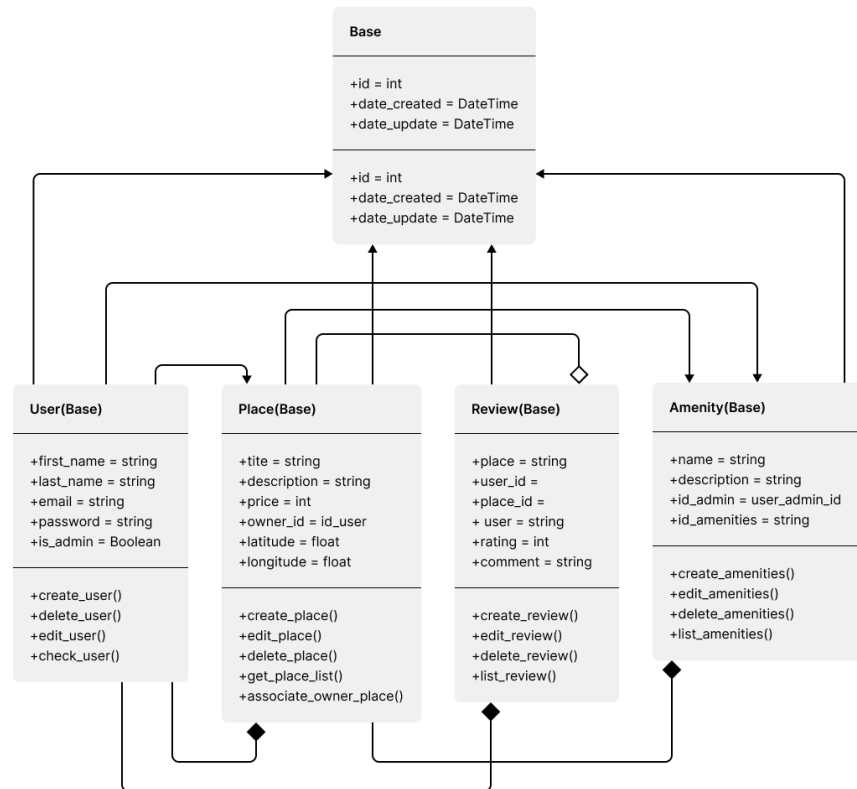 Base
+id = int
+date_created = DateTime
+date_update = DateTime
+id = int
+date_created = DateTime
+date_update = DateTime
User(Base)
+first_name = string
+last_name = string
+email = string
+password = string
+is_admin = Boolean
+create_user()
+delete_user()
+edit_user()
+check_user()
Place(Base)
+tite = string
+description = string
+price = int
+owner_id = id_user
+latitude = float
+longitude = float
+create_place()
+edit_place()
+delete_place()
+get_place_list()
+associate_owner_place()
Review(Base)
+place = string
+user_id =
+place_id =
+ user = string
+rating = int
+comment = string
+create_review()
+edit_review()
+delete_review()
+list_review()
Amenity(Base)
+name = string
+description = string
+id_admin = user_admin_id
+id_amenities = string
+create_amenities()
+edit_amenities()
+delete_amenities()
+list_amenities()